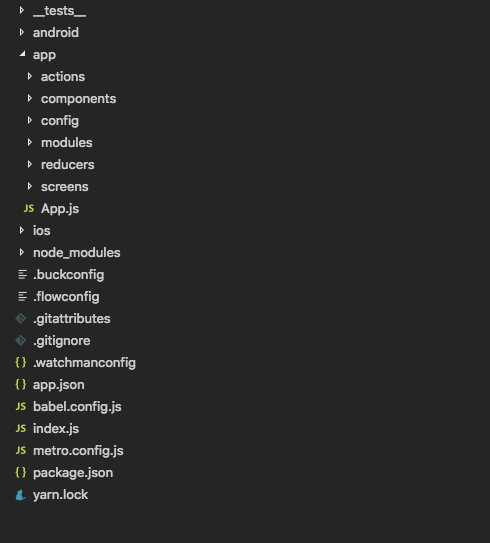 __tests__
android
app
actions
components
config
modules
reducers
screens
JS App.js
ios
node_modules
.buckconfig
.flowconfig
.gitattributes
.gitignore
{ } .watchmanconfig
{ } app.json
JS babel.config.js
JS index.js
JS metro.config.js
{ } package.json
yarn.lock